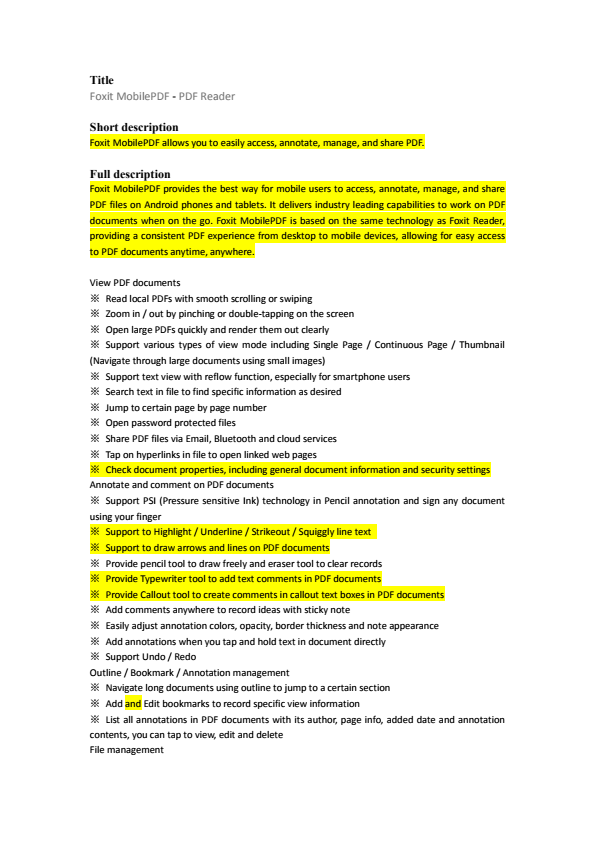 Title
Foxit MobilePDF - PDF Reader
Short description
Foxit MobilePDF allows you to easily access, annotate, manage, and share PDF.
Full description
Foxit MobilePDF provides the best way for mobile users to access, annotate, manage, and share
PDF files on Android phones and tablets. It delivers industry leading capabilities to work on PDF
documents when on the go. Foxit MobilePDF is based on the same technology as Foxit Reader,
providing a consistent PDF experience from desktop to mobile devices, allowing for easy access
to PDF documents anytime, anywhere.
View PDF documents
※ Read local PDFs with smooth scrolling or swiping
※ Zoom in / out by pinching or double-tapping on the screen
※ Open large PDFs quickly and render them out clearly
※ Support various types of view mode including Single Page / Continuous Page / Thumbnail
(Navigate through large documents using small images)
※ Support text view with reflow function, especially for smartphone users
※ Search text in file to find specific information as desired
※ Jump to certain page by page number
※ Open password protected files
※ Share PDF files via Email, Bluetooth and cloud services
※ Tap on hyperlinks in file to open linked web pages
※ Check document properties, including general document information and security settings
Annotate and comment on PDF documents
※ Support PSI (Pressure sensitive Ink) technology in Pencil annotation and sign any document
using your finger
※ Support to Highlight / Underline / Strikeout / Squiggly line text
※ Support to draw arrows and lines on PDF documents
※ Provide pencil tool to draw freely and eraser tool to clear records
※ Provide Typewriter tool to add text comments in PDF documents
※ Provide Callout tool to create comments in callout text boxes in PDF documents
※ Add comments anywhere to record ideas with sticky note
※ Easily adjust annotation colors, opacity, border thickness and note appearance
※ Add annotations when you tap and hold text in document directly
※ Support Undo / Redo
Outline / Bookmark / Annotation management
※ Navigate long documents using outline to jump to a certain section
※ Add and Edit bookmarks to record specific view information
※ List all annotations in PDF documents with its author, page info, added date and annotation
contents, you can tap to view, edit and delete
File management